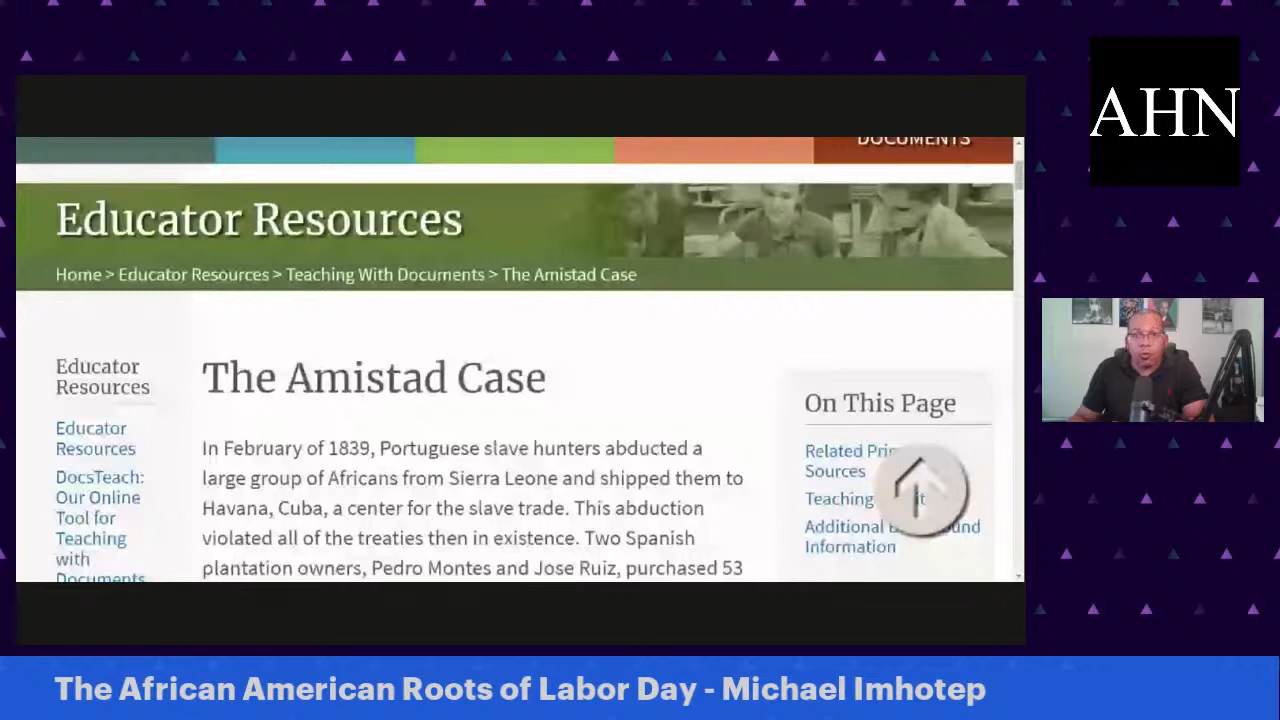 DOCUMENTS
AHN
Educator Resources
Home > Educator Resources > Teaching With Documents > The Amistad Case
Educator
Resources
Educator
Resources
DocsTeach:
Our Online
Tool for
Teaching
with
Documents
The Amistad Case
In February of 1839, Portuguese slave hunters abducted a
large group of Africans from Sierra Leone and shipped them to
Havana, Cuba, a center for the slave trade. This abduction
violated all of the treaties then in existence. Two Spanish
plantation owners, Pedro Montes and Jose Ruiz, purchased 53
On This Page
Related
Sources
Teaching
Additional
Information
The African American Roots of Labor Day - Michael Imhotep